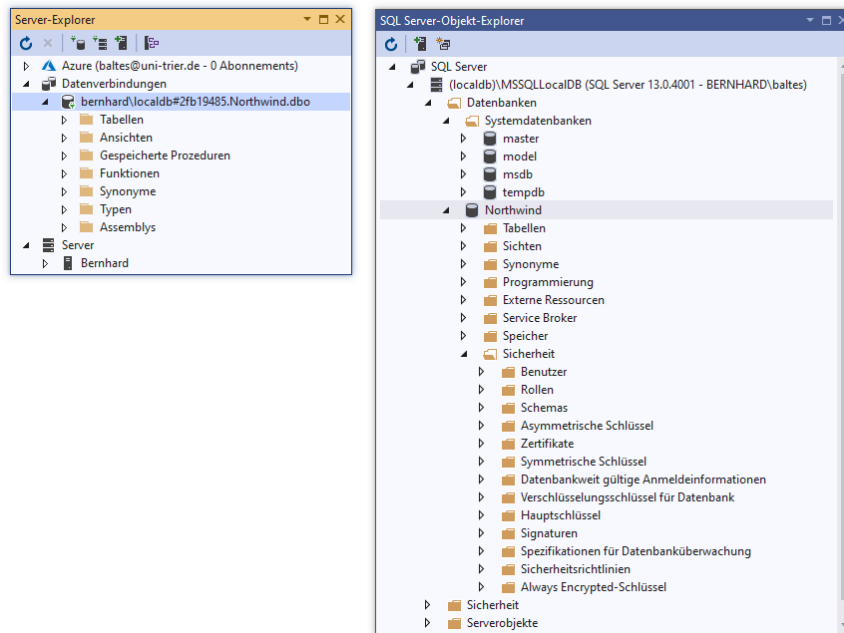 Server-Explorer
Azure (baltes@uni-trier.de - 0 Abonnements)
Datenverbindungen
bernhard\localdb#2fb19485.Northwind.dbo
Tabellen
Ansichten
Gespeicherte Prozeduren
Funktionen
Synonyme
Typen
Assemblys
Server
Bernhard
SQL Server-Objekt-Explorer
SQL Server
(localdb)\MSSQLLocalDB (SQL Server 13.0.4001 - BERNHARD\baltes)
Datenbanken
Systemdatenbanken
master
model
msdb
tempdb
Northwind
Tabellen
Sichten
Synonyme
Programmierung
Externe Ressourcen
Service Broker
Speicher
Sicherheit
Benutzer
Rollen
Schemas
Asymmetrische Schlüssel
Zertifikate
Symmetrische Schlüssel
Datenbankweit gültige Anmeldeinformationen
Verschlüsselungsschlüssel für Datenbank
Hauptschlüssel
Signaturen
Spezifikationen für Datenbanküberwachung
Sicherheitsrichtlinien
Always Encrypted-Schlüssel
Sicherheit
Serverobjekte